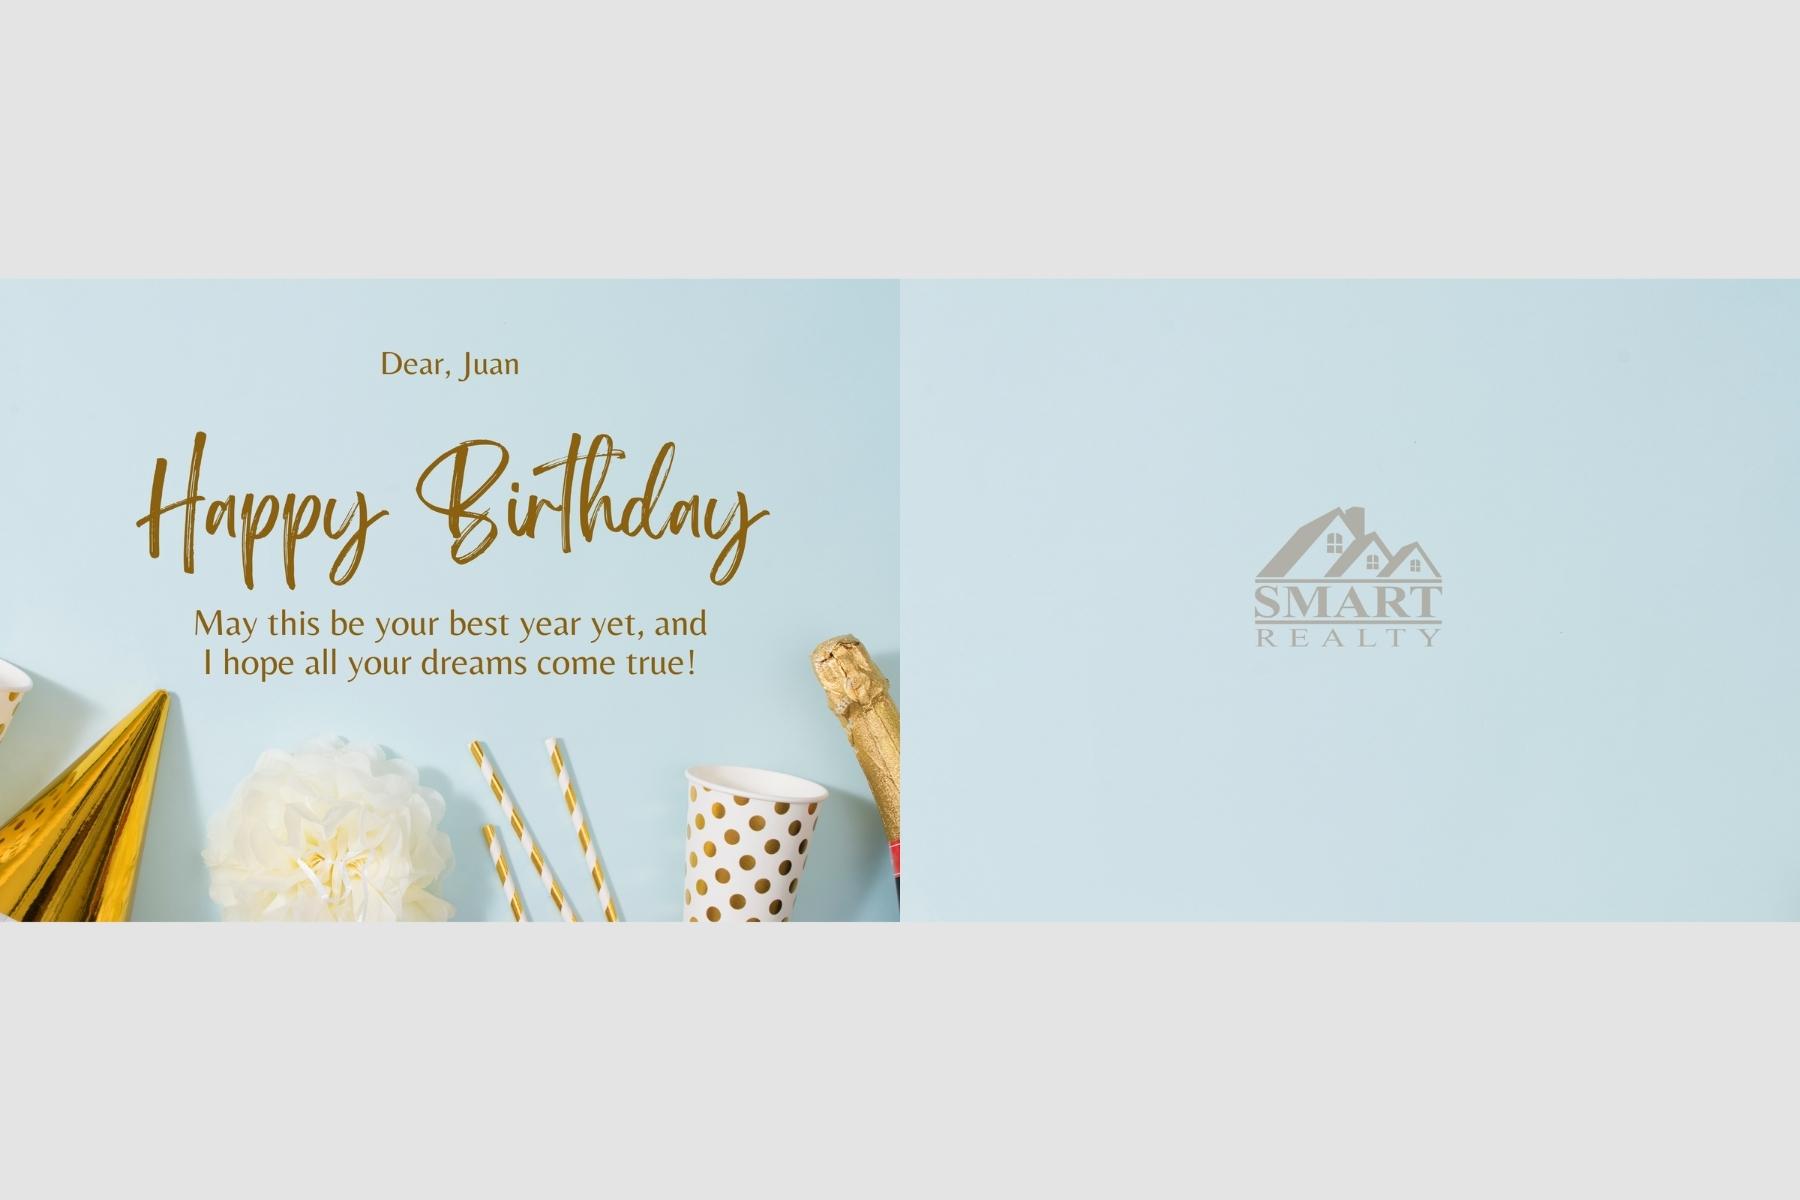 Dear, Juan
Happy Birthday
May this be your best year yet, and
I hope all your dreams come true!
SMART
REALTY